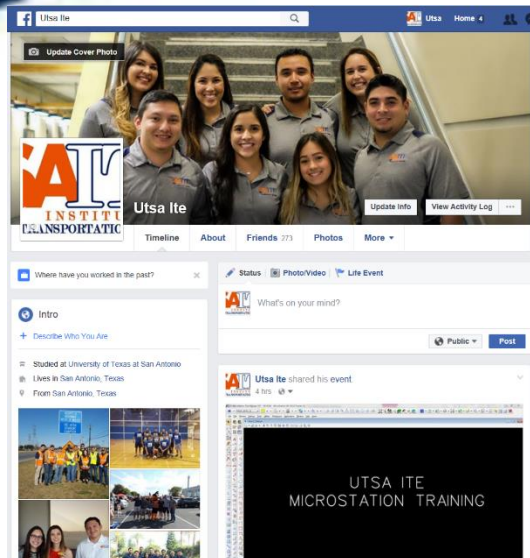 Utsa Ite
Utsa
Home 4
Update Cover Photo
INSTITU
TRANSPORTATIC
Utsa Ite
Update Info
View Activity Log
Timeline
About
Friends 273
Photos
More
Where have you worked in the past?
Status
Photo/Video
Life Event
What's on your mind?
Public
Post
Intro
Describe Who You Are
Studied at University of Texas at San Antonio
Lives in San Antonio, Texas
From San Antonio, Texas
Utsa Ite shared his event
4 hrs
UTSA ITE
MICROSTATION TRAINING